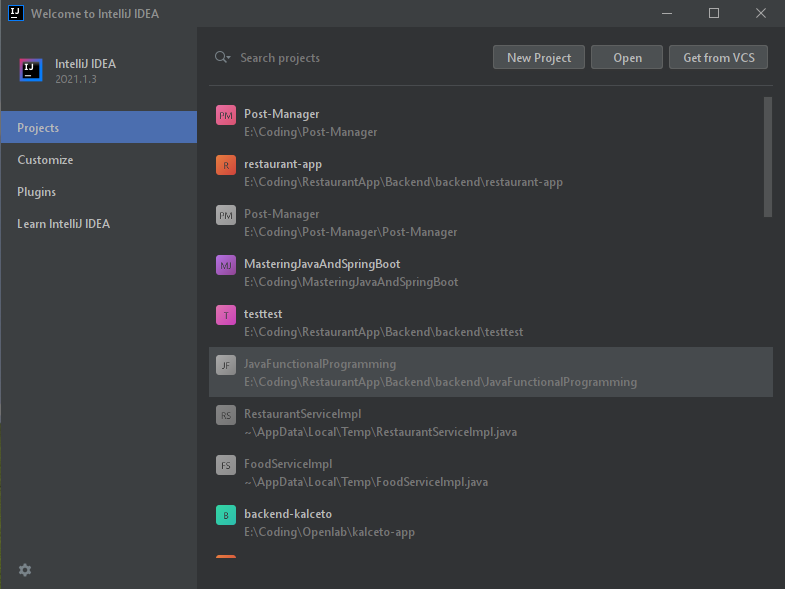 IJ
Welcome to IntelliJ IDEA
IJ
IntelliJ IDEA
2021.1.3
Projects
Customize
Plugins
Learn IntelliJ IDEA
Search projects
New Project
Open
Get from VCS
PM
Post-Manager
E:\Coding\Post-Manager
R
restaurant-app
E:\Coding\RestaurantApp\Backend\backend\restaurant-app
PM
Post-Manager
E:\Coding\Post-Manager\Post-Manager
MJ
MasteringJavaAndSpringBoot
E:\Coding\MasteringJavaAndSpringBoot
T
testtest
E:\Coding\RestaurantApp\Backend\backend\testtest
JF
JavaFunctionalProgramming
E:\Coding\RestaurantApp\Backend\backend\JavaFunctionalProgramming
RS
RestaurantServiceImpl
~\AppData\Local\Temp\RestaurantServiceImpl.java
FS
FoodServiceImpl
~\AppData\Local\Temp\FoodServiceImpl.java
B
backend-kalceto
E:\Coding\Openlab\kalceto-app